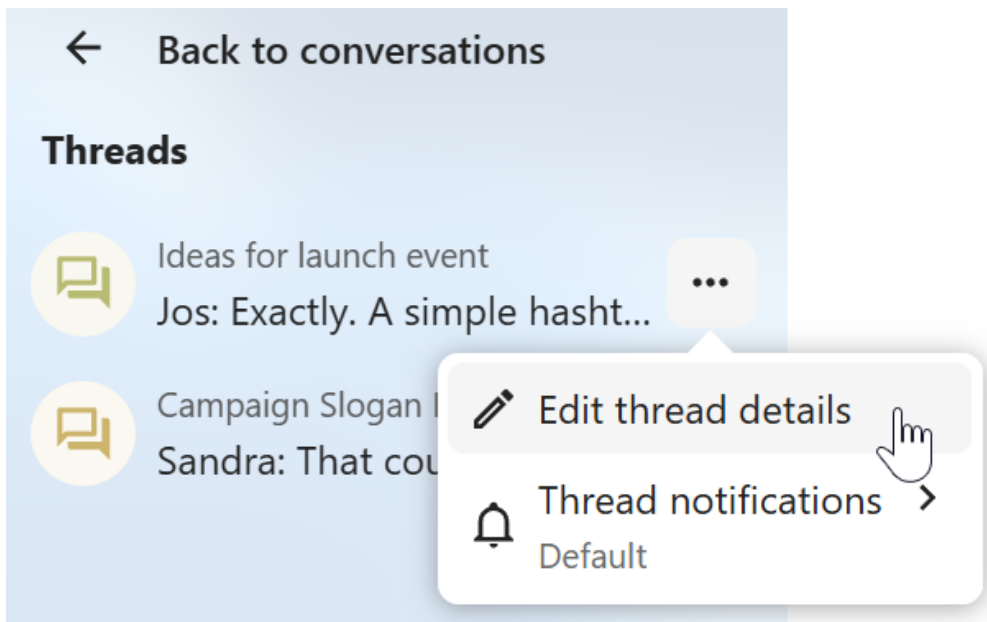 Back to conversations
Threads
Ideas for launch event
Jos: Exactly. A simple hasht...
Campaign Slogan
Sandra: That
Edit thread details
Thread notifications
Default